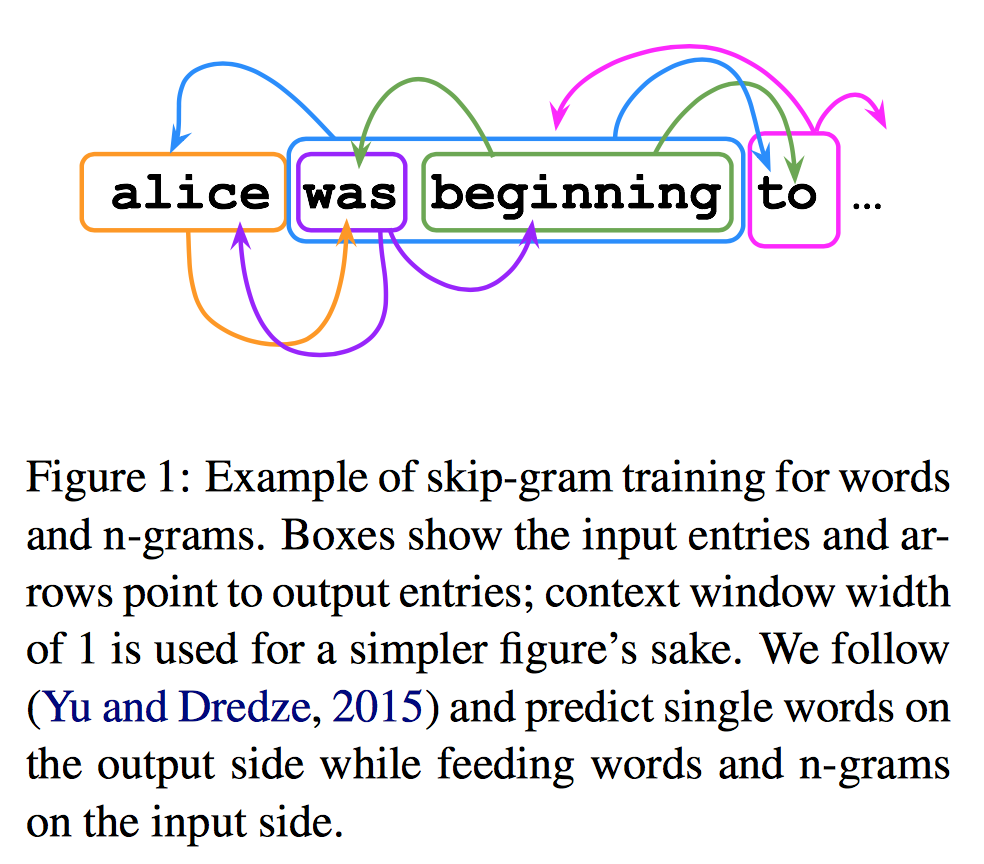 alice was beginning to ...
Figure 1: Example of skip-gram training for words
and n-grams. Boxes show the input entries and ar-
rows point to output entries; context window width
of 1 is used for a simpler figure's sake. We follow
(Yu and Dredze, 2015) and predict single words on
the output side while feeding words and n-grams
on the input side.